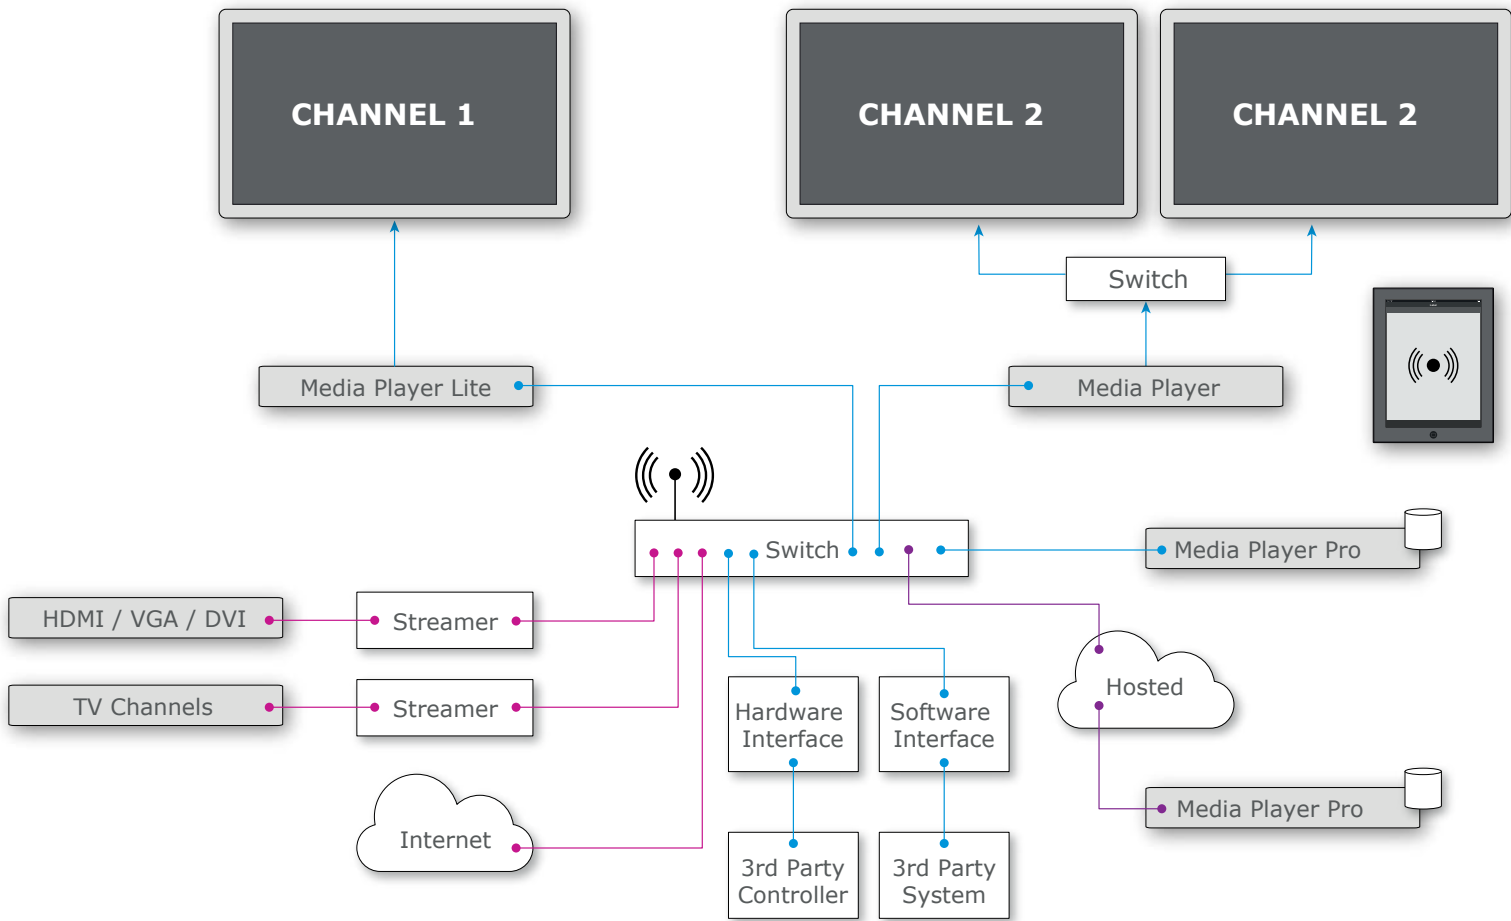 CHANNEL 1
CHANNEL 2
CHANNEL 2
Switch
Media Player Lite
Media Player
Switch
Media Player Pro
HDMI / VGA / DVI
Streamer
TV Channels
Streamer
Hardware
Interface
Software
Interface
Hosted
Internet
3rd Party
Controller
3rd Party
System
Media Player Pro